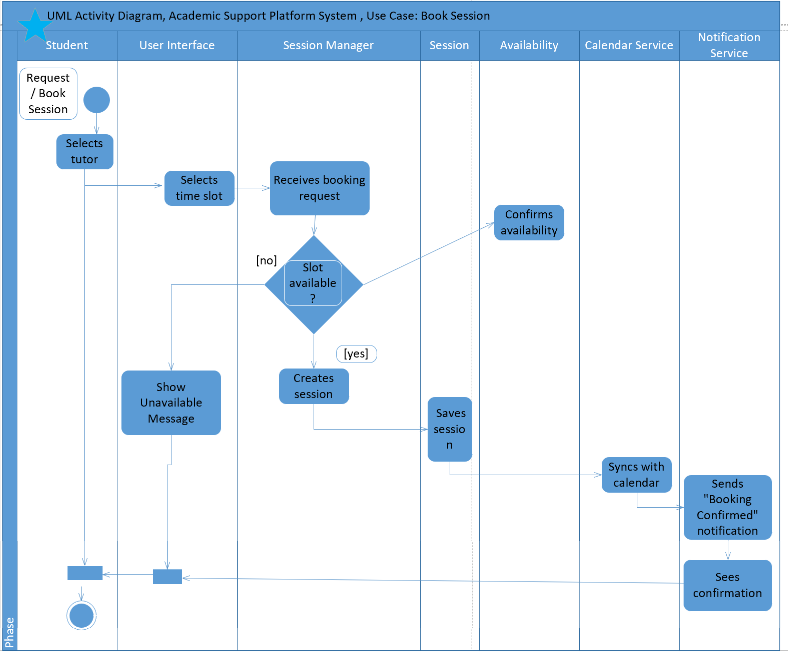 UML Activity Diagram, Academic Support Platform System , Use Case: Book Session
Student
User Interface
Session Manager
Session
Availability
Calendar Service
Notification
Service
Request
/ Book
Session
Selects
tutor
Selects
time slot
Receives booking
request
Confirms
availability
[no]
Slot
available
?
[yes]
Show
Unavailable
Message
Creates
session
Saves
sessio
n
Syncs with
calendar
Sends
"Booking
Confirmed"
notification
Sees
confirmation
Phase